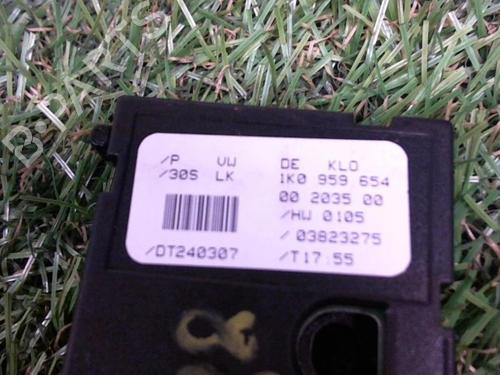 /P VW DE KLO
/30S LK 1K0 959 654
00 2035 00
/HW 0105
/03823275
/DT240307 /T17:55